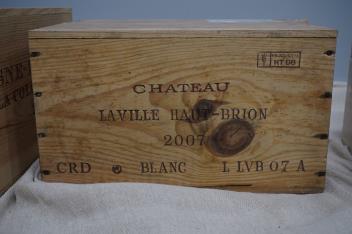 CHATEAU
LAVILLE HAUT-BRION
2007
CRD BLANC L LVB 07 A